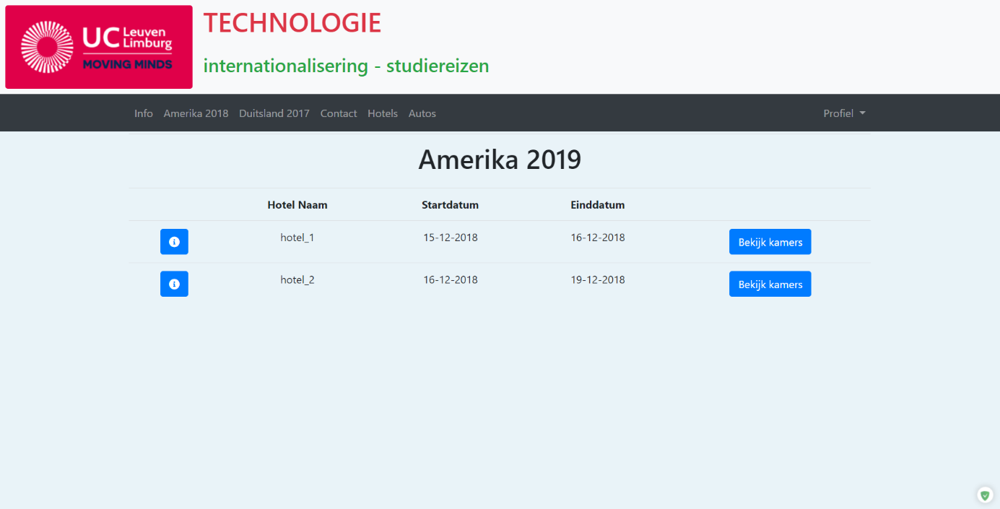 UC Leuven Limburg
MOVING MINDS
TECHNOLOGIE
internationalisering - studiereizen
Info Amerika 2018 Duitsland 2017 Contact Hotels Autos Profiel
Amerika 2019
Hotel Naam Startdatum Einddatum
hotel_1 15-12-2018 16-12-2018 Bekijk kamers
hotel_2 16-12-2018 19-12-2018 Bekijk kamers